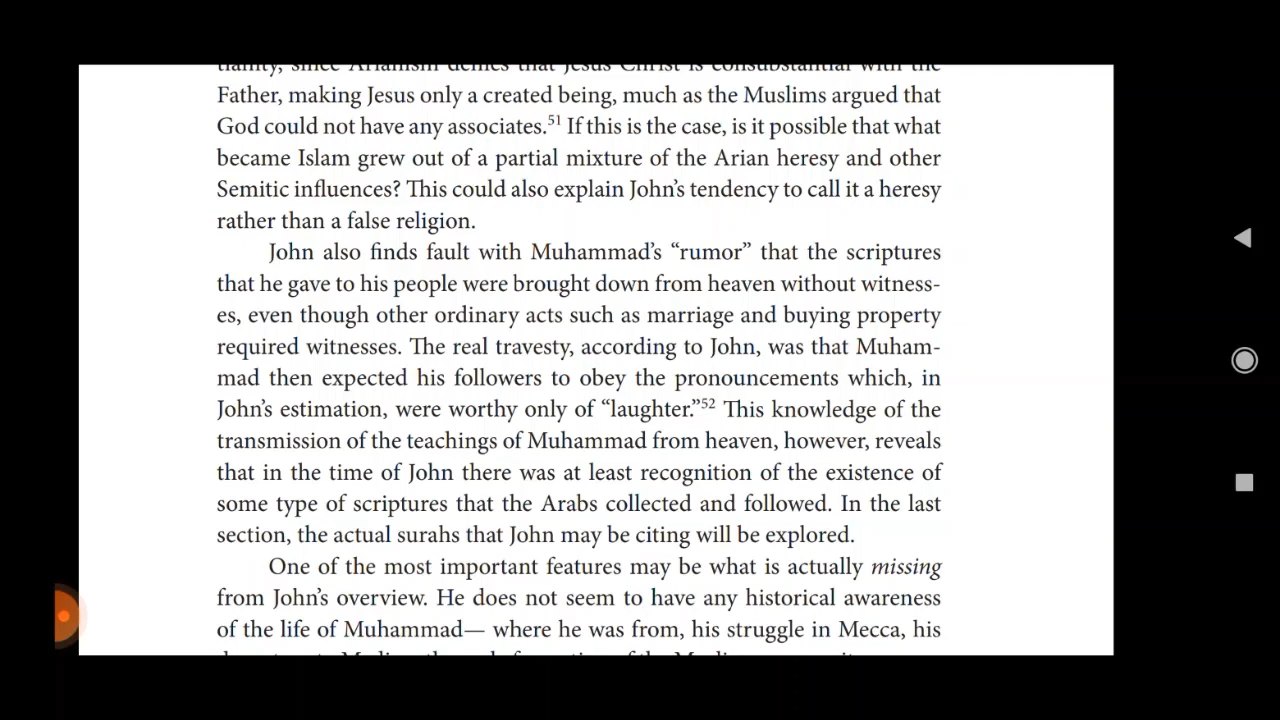 tianity, since Arianism denies that Jesus Christ is consubstantial with the
Father, making Jesus only a created being, much as the Muslims argued that
God could not have any associates.⁵¹ If this is the case, is it possible that what
became Islam grew out of a partial mixture of the Arian heresy and other
Semitic influences? This could also explain John’s tendency to call it a heresy
rather than a false religion.
John also finds fault with Muhammad’s “rumor” that the scriptures
that he gave to his people were brought down from heaven without witness-
es, even though other ordinary acts such as marriage and buying property
required witnesses. The real travesty, according to John, was that Muham-
mad then expected his followers to obey the pronouncements which, in
John’s estimation, were worthy only of “laughter.”⁵² This knowledge of the
transmission of the teachings of Muhammad from heaven, however, reveals
that in the time of John there was at least recognition of the existence of
some type of scriptures that the Arabs collected and followed. In the last
section, the actual surahs that John may be citing will be explored.
One of the most important features may be what is actually missing
from John’s overview. He does not seem to have any historical awareness
of the life of Muhammad— where he was from, his struggle in Mecca, his